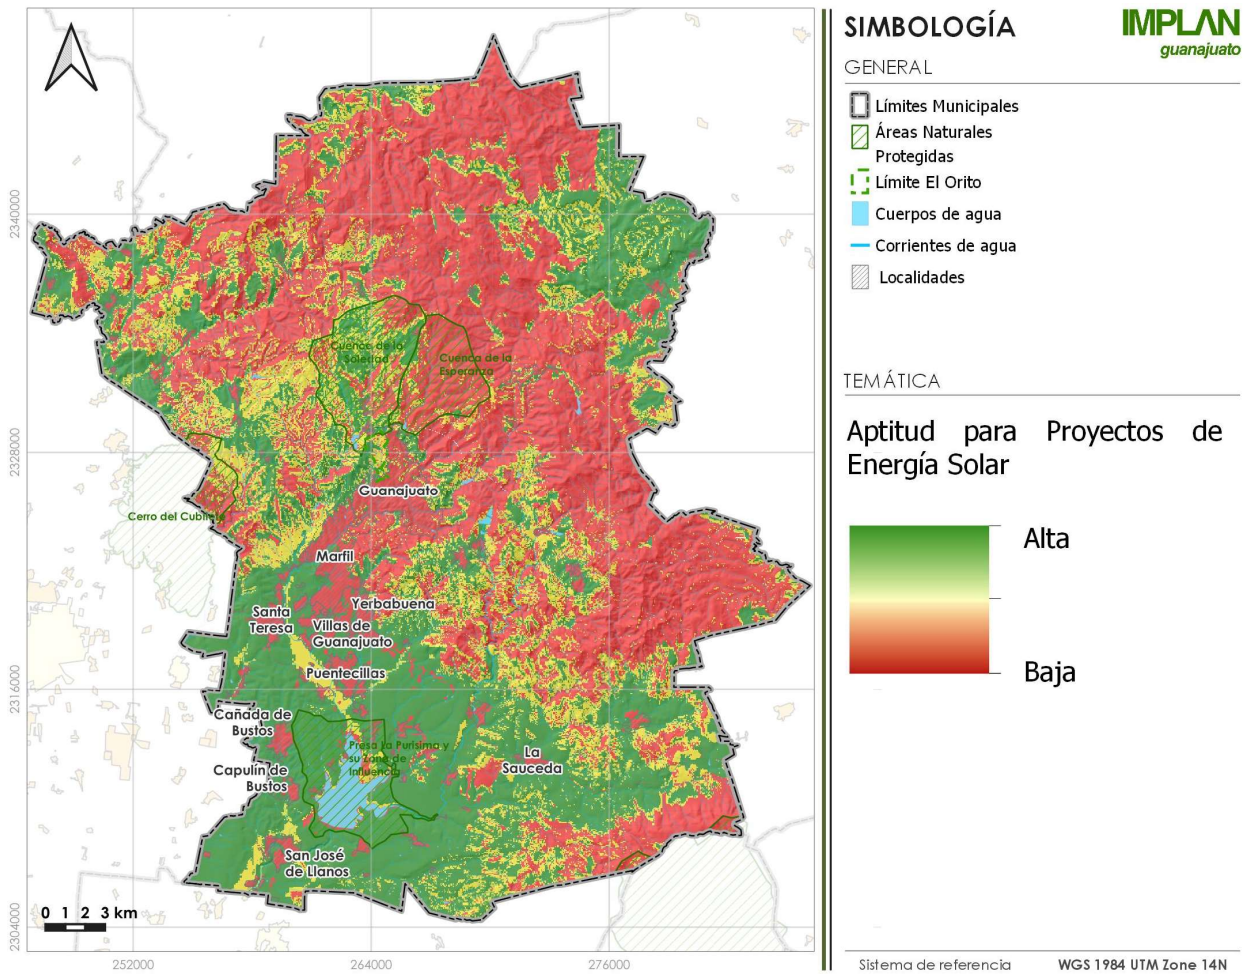 SIMBOLOGÍA
IMPLAN
guanajuato
GENERAL
Límites Municipales
Áreas Naturales
Protegidas
Límite El Orito
Cuerpos de agua
Corrientes de agua
Localidades
TEMÁTICA
Aptitud para Proyectos de
Energía Solar
Alta
Baja
Sistema de referencia
WGS 1984 UTM Zone 14N
Cuenca de la
Soledad
Cuenca de la
Esperanza
Guanajuato
Cerro del Cubilete
Marfil
Yerbabuena
Santa
Teresa
Villas de
Guanajuato
Puentecillas
Cañada de
Bustos
Presa La Purísima y
su Zona de
Influencia
La
Sauceda
Capulín de
Bustos
San José
de Llanos
0 1 2 3 km
2340000
2328000
2316000
2304000
252000
264000
276000